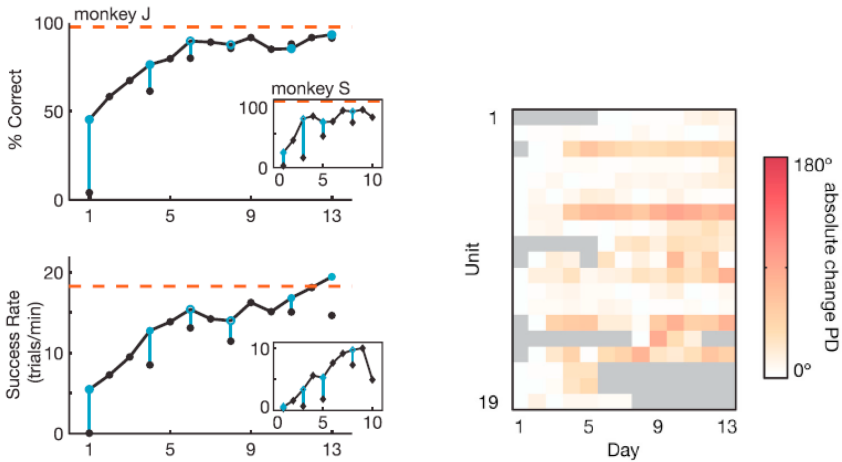 monkey J
100
50
0
% Correct
1 5 9 13
monkey S
100
0
0 5 10
20
10
0
Success Rate
(trials/min)
1 5 9 13
10
0
0 5 10
1
Unit
19
1 5 9 13
Day
180°
absolute change PD
0°